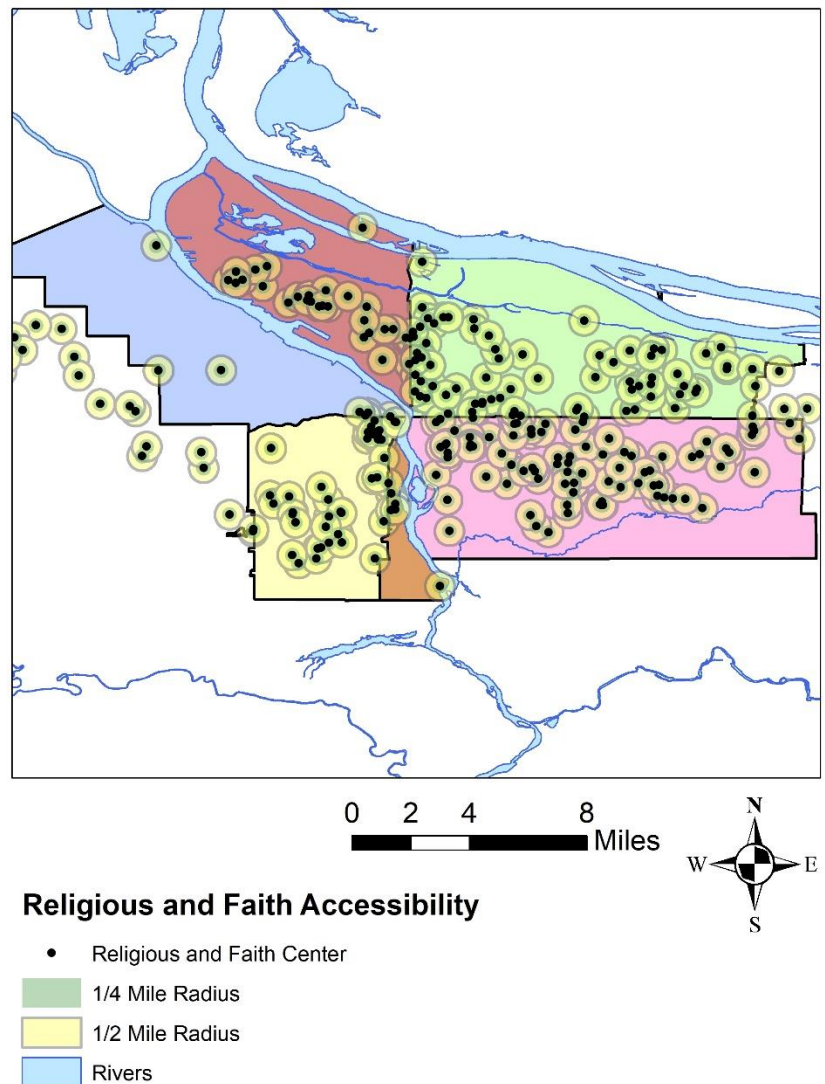 0 2 4 8
Miles
N
W E
S
Religious and Faith Accessibility
Religious and Faith Center
1/4 Mile Radius
1/2 Mile Radius
Rivers